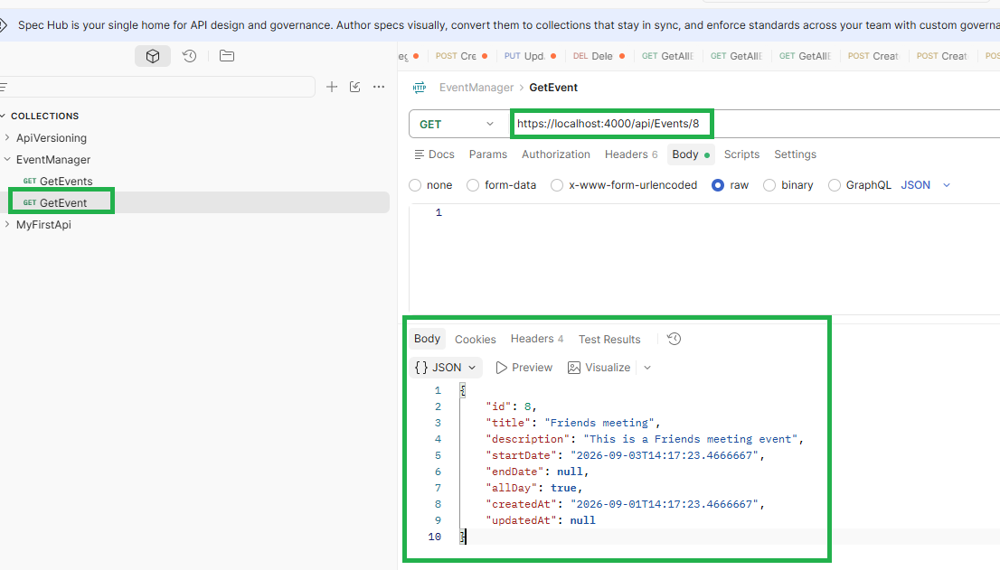 Spec Hub is your single home for API design and governance. Author specs visually, convert them to collections that stay in sync, and enforce standards across your team with custom governa
POST Cre PUT Upd. DEL Dele GET GetAllE GET GetAllE GET GetAllE POST Creat POST Creat POS
HTTP EventManager > GetEvent
COLLECTIONS
ApiVersioning
EventManager
GET GetEvents
GET GetEvent
MyFirstApi
GET https://localhost:4000/api/Events/8
Docs Params Authorization Headers 6 Body Scripts Settings
none form-data x-www-form-urlencoded raw binary GraphQL JSON
1
Body Cookies Headers 4 Test Results
{} JSON Preview Visualize
1 {
2 "id": 8,
3 "title": "Friends meeting",
4 "description": "This is a Friends meeting event",
5 "startDate": "2026-09-03T14:17:23.4666667",
6 "endDate": null,
7 "allDay": true,
8 "createdAt": "2026-09-01T14:17:23.4666667",
9 "updatedAt": null
10 }